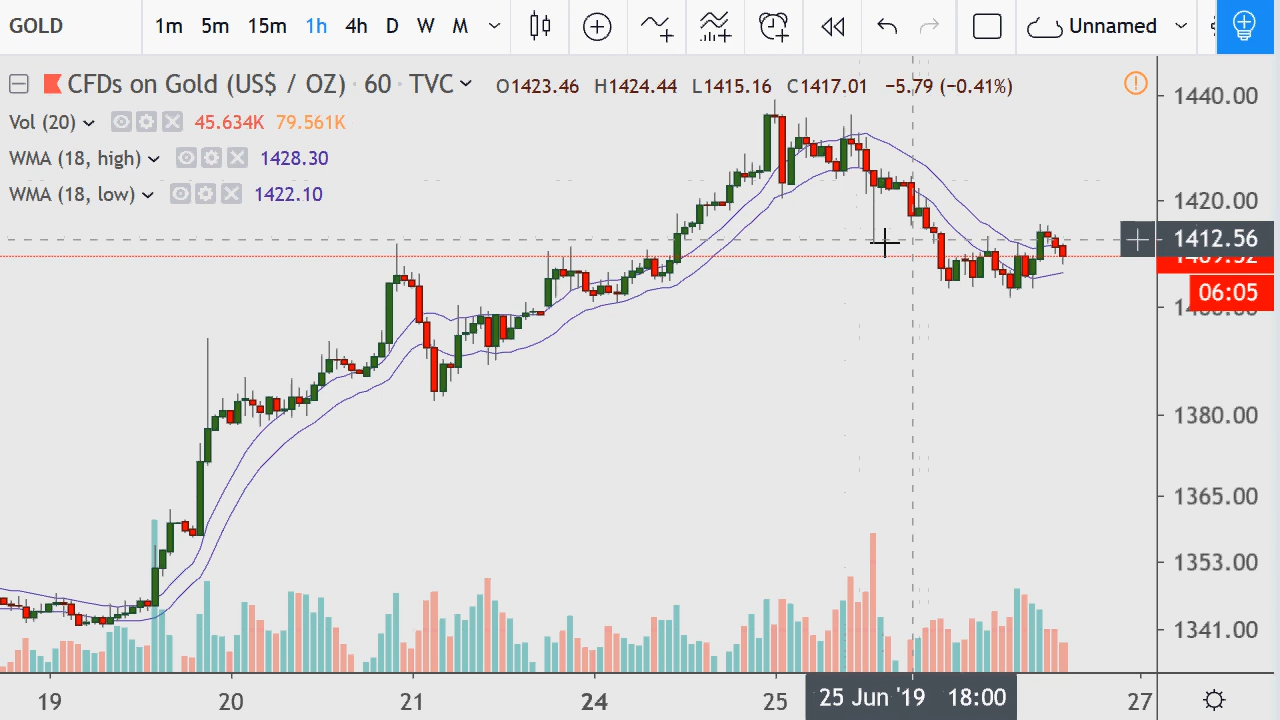 GOLD 1m 5m 15m 1h 4h D W M Unnamed
CFDs on Gold (US$ / OZ) · 60 · TVC O1423.46 H1424.44 L1415.16 C1417.01 −5.79 (−0.41%)
Vol (20) 45.634K 79.561K
WMA (18, high) 1428.30
WMA (18, low) 1422.10
1440.00
1420.00
1412.56
06:05
1380.00
1365.00
1353.00
1341.00
19 20 21 24 25 25 Jun '19 18:00 27